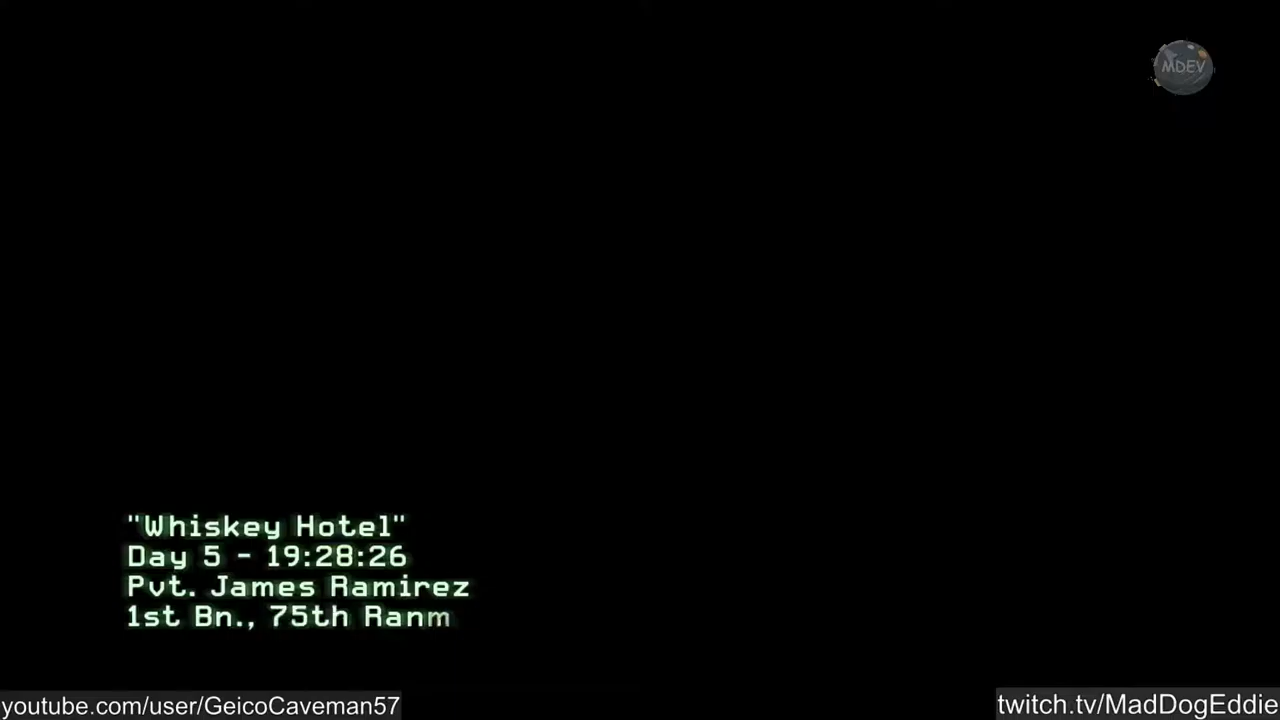 MDEV
"Whiskey Hotel"
Day 5 - 19:28:26
Pvt. James Ramirez
1st Bn., 75th Ranm
youtube.com/user/GeicoCaveman57
twitch.tv/MadDogEddie